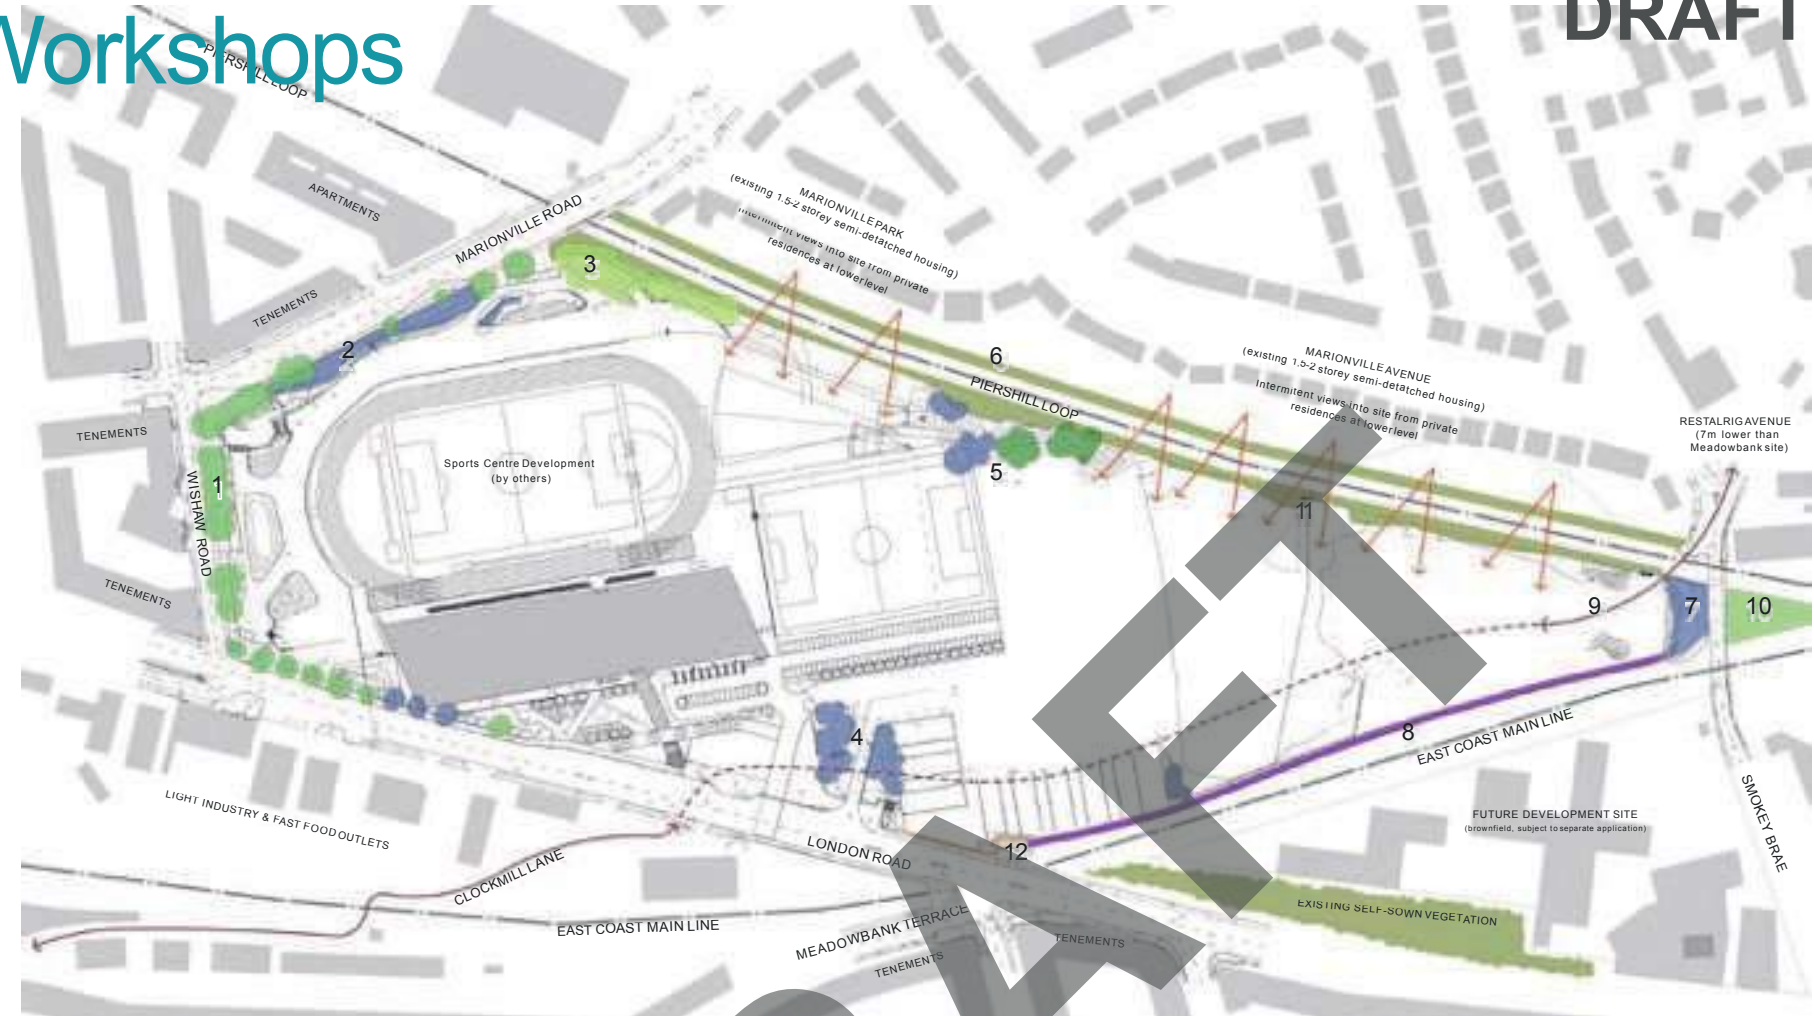 Workshops
DRAFT
PIERSHILL LOOP
APARTMENTS
MARIONVILLE ROAD
MARIONVILLE PARK
(existing 1.5-2 storey semi-detatched housing)
Intermitent views into site from private
residences at lower level
3
TENEMENTS
2
6
PIERSHILL LOOP
MARIONVILLE AVENUE
(existing 1.5-2 storey semi-detatched housing)
Intermitent views into site from private
residences at lower level
RESTALRIG AVENUE
(7m lower than
Meadowbank site)
TENEMENTS
Sports Centre Development
(by others)
5
1
WISHAW ROAD
11
TENEMENTS
9
7
10
4
8
EAST COAST MAIN LINE
SMOKEY BRAE
LIGHT INDUSTRY & FAST FOOD OUTLETS
FUTURE DEVELOPMENT SITE
(brownfield, subject to separate application)
LONDON ROAD
12
CLOCKMILL LANE
EAST COAST MAIN LINE
MEADOWBANK TERRACE
TENEMENTS
TENEMENTS
EXISTING SELF-SOWN VEGETATION